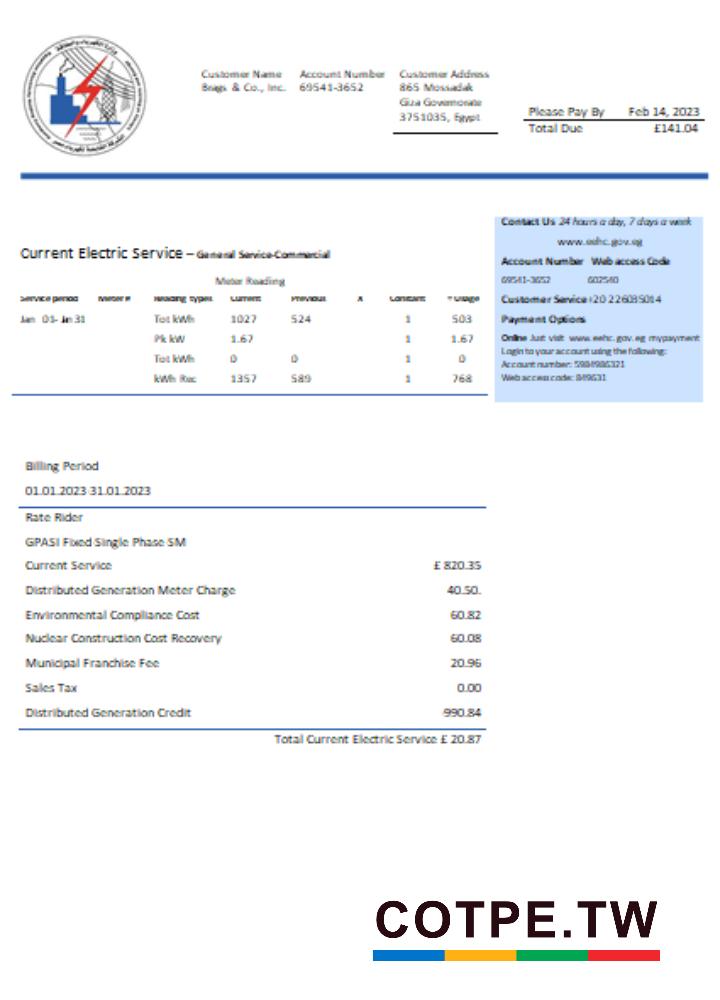 Customer Name Account Number Customer Address
Brags & Co., Inc. 69541-3652 865 Mossadak
Giza Governorate
3751035, Egypt
Please Pay By Feb 14, 2023
Total Due £141.04
Contact Us 24 hours a day, 7 days a week
www.eehc.gov.eg
Account Number Web access Code
69541-3652 602540
Customer Service +20 226035014
Payment Options
Online Just visit www.eehc.gov.eg mypayment
Login to your account using the following:
Account number: 5984986321
Web access code: 849631
Current Electric Service – General Service-Commercial
Meter Reading
Service period Meter# Reading types Current Previous X Constant = Usage
Jan 01- Jn 31 Tot kWh 1027 524 1 503
Pk kW 1.67 1 1.67
Tot kWh 0 0 1 0
kWh Rec 1357 589 1 768
Billing Period
01.01.2023-31.01.2023
Rate Rider
GPASI Fixed Single Phase SM
Current Service £ 820.35
Distributed Generation Meter Charge 40.50.
Environmental Compliance Cost 60.82
Nuclear Construction Cost Recovery 60.08
Municipal Franchise Fee 20.96
Sales Tax 0.00
Distributed Generation Credit -990.84
Total Current Electric Service £ 20.87
COTPE.TW